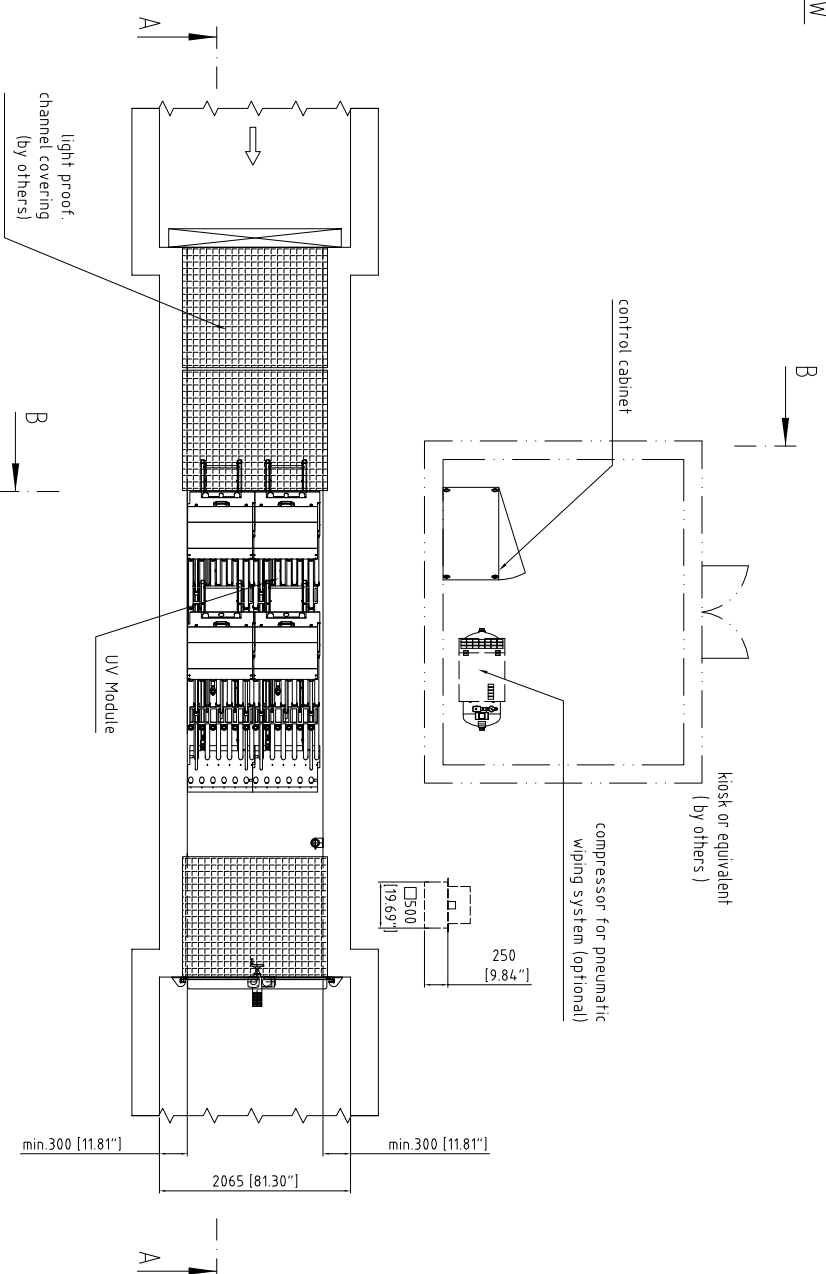 W
A
light proof.
channel covering
(by others)
control cabinet
B
B
UV Module
kiosk or equivalent
( by others )
compressor for pneumatic
wiping system (optional)
□500
[19.69"]
250
[9.84"]
min.300 [11.81"]
min.300 [11.81"]
2065 [81.30"]
A